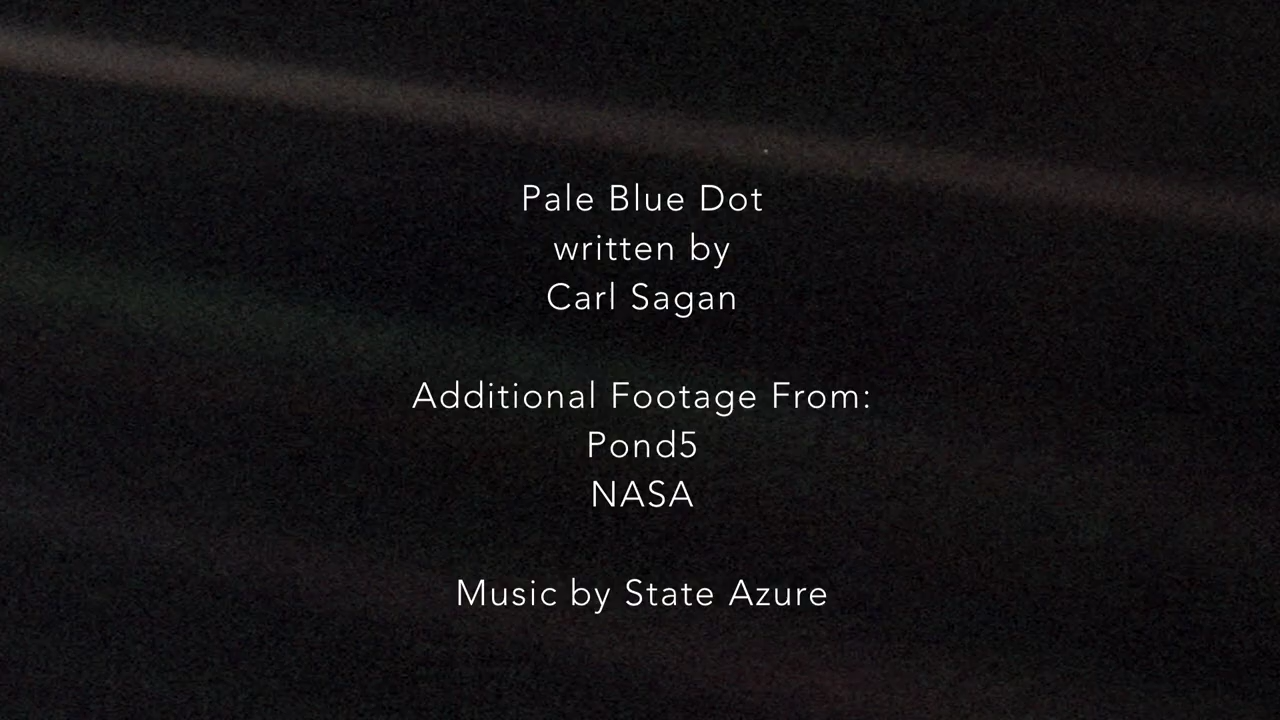 Pale Blue Dot
written by
Carl Sagan
Additional Footage From:
Pond5
NASA
Music by State Azure